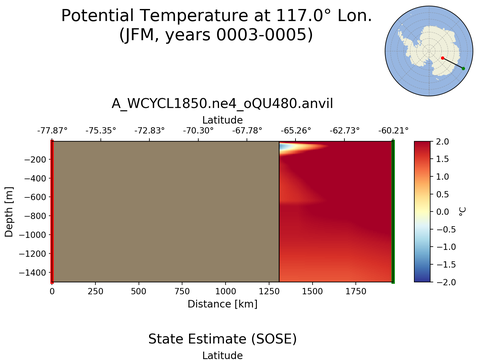 Potential Temperature at 117.0° Lon.
(JFM, years 0003-0005)
A_WCYCL1850.ne4_oQU480.anvil
Latitude
-77.87° -75.35° -72.83° -70.30° -67.78° -65.26° -62.73° -60.21°
Depth [m]
−200
−400
−600
−800
−1000
−1200
−1400
0 250 500 750 1000 1250 1500 1750
Distance [km]
2.0
1.5
1.0
0.5
0.0
−0.5
−1.0
−1.5
−2.0
°C
State Estimate (SOSE)
Latitude